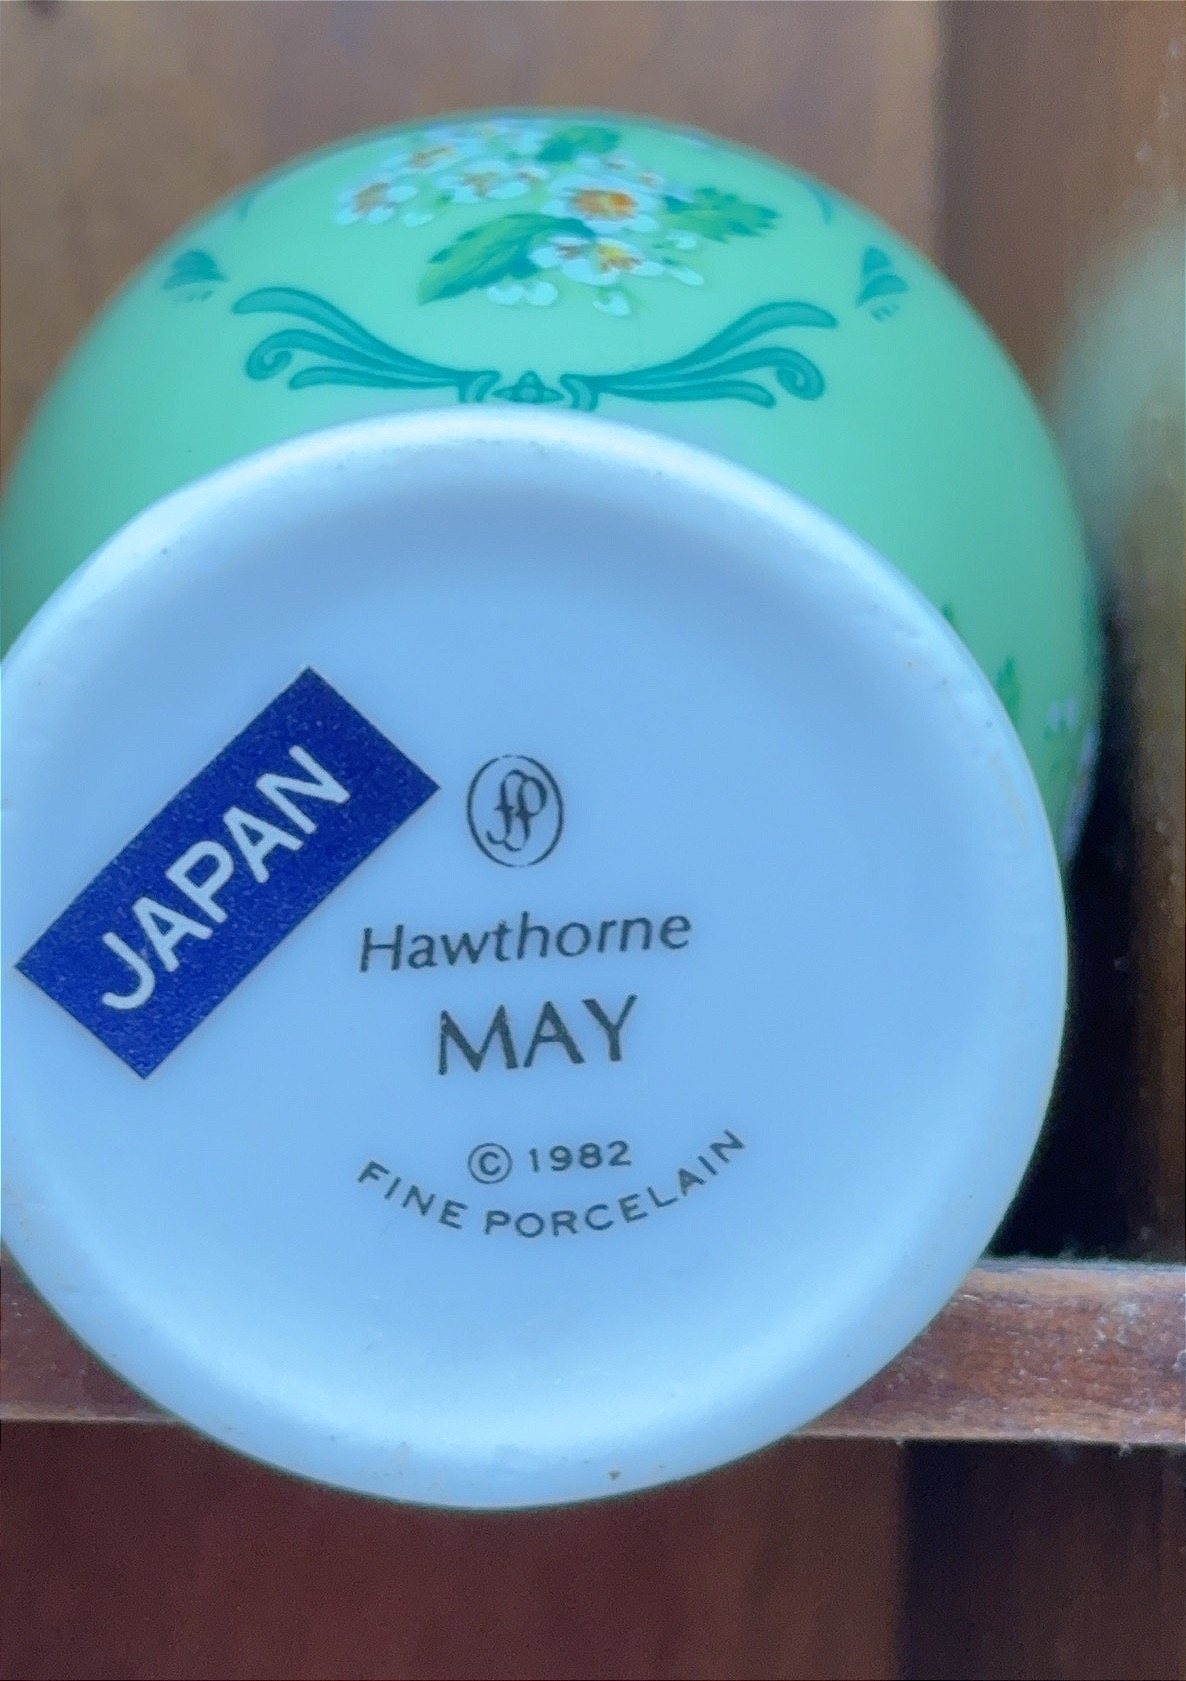 JAPAN
Hawthorne
MAY
© 1982
FINE PORCELAIN